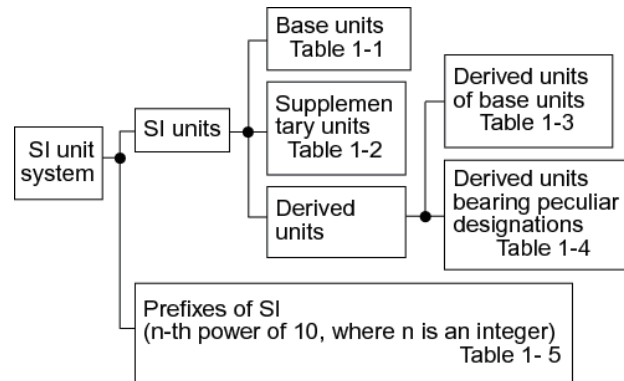 SI unit
system
SI units
Base units
Table 1-1
Supplemen
tary units
Table 1-2
Derived
units
Derived units
of base units
Table 1-3
Derived units
bearing peculiar
designations
Table 1-4
Prefixes of SI
(n-th power of 10, where n is an integer)
Table 1- 5